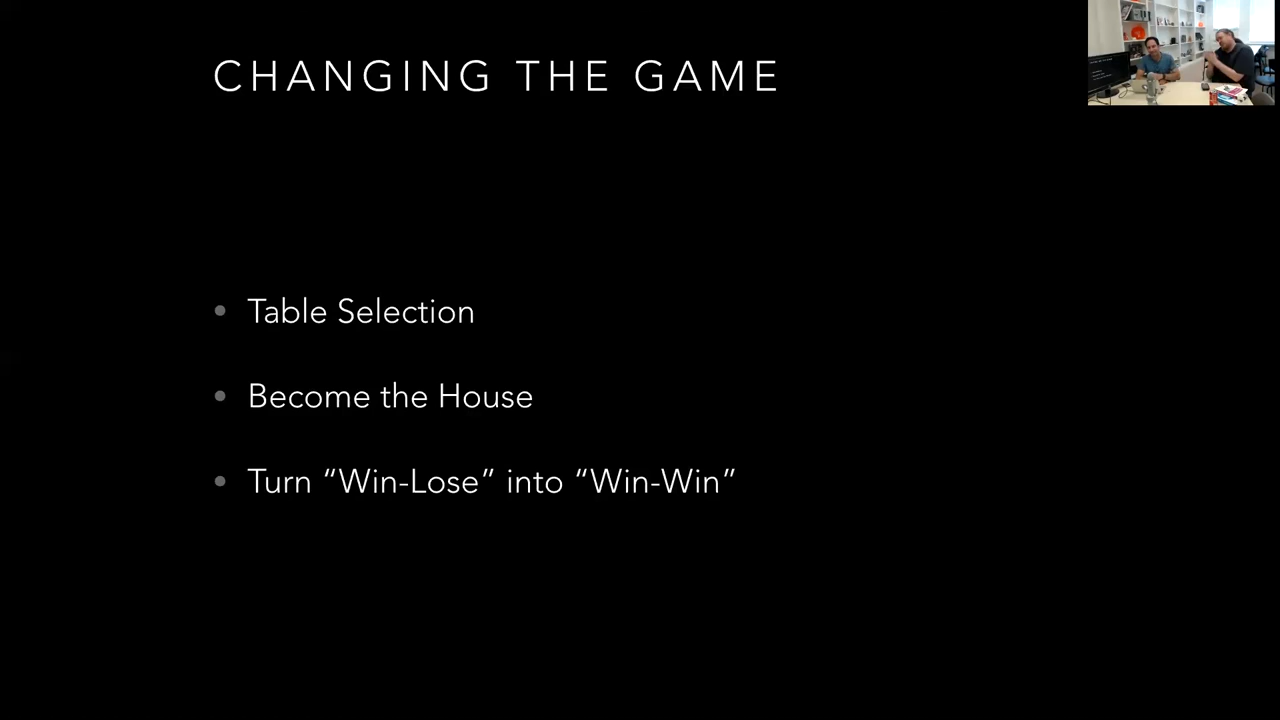 CHANGING THE GAME
• Table Selection
• Become the House
• Turn “Win-Lose” into “Win-Win”